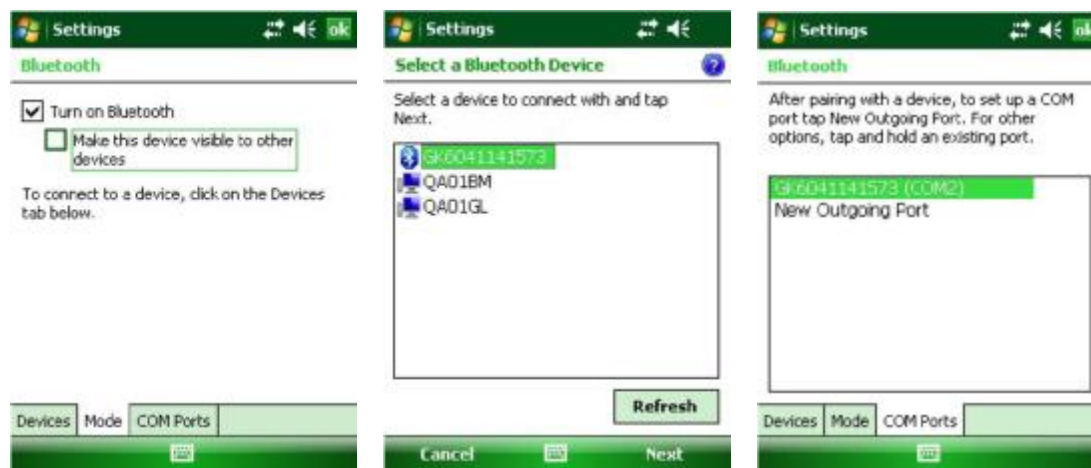 Settings
ok
Bluetooth
Turn on Bluetooth
Make this device visible to other
devices
To connect to a device, click on the Devices
tab below.
Devices
Mode
COM Ports
Settings
Select a Bluetooth Device
?
Select a device to connect with and tap
Next.
GK6041141573
QA01BM
QA01GL
Refresh
Cancel
Next
Settings
ok
Bluetooth
After pairing with a device, to set up a COM
port tap New Outgoing Port. For other
options, tap and hold an existing port.
GK6041141573 (COM2)
New Outgoing Port
Devices
Mode
COM Ports